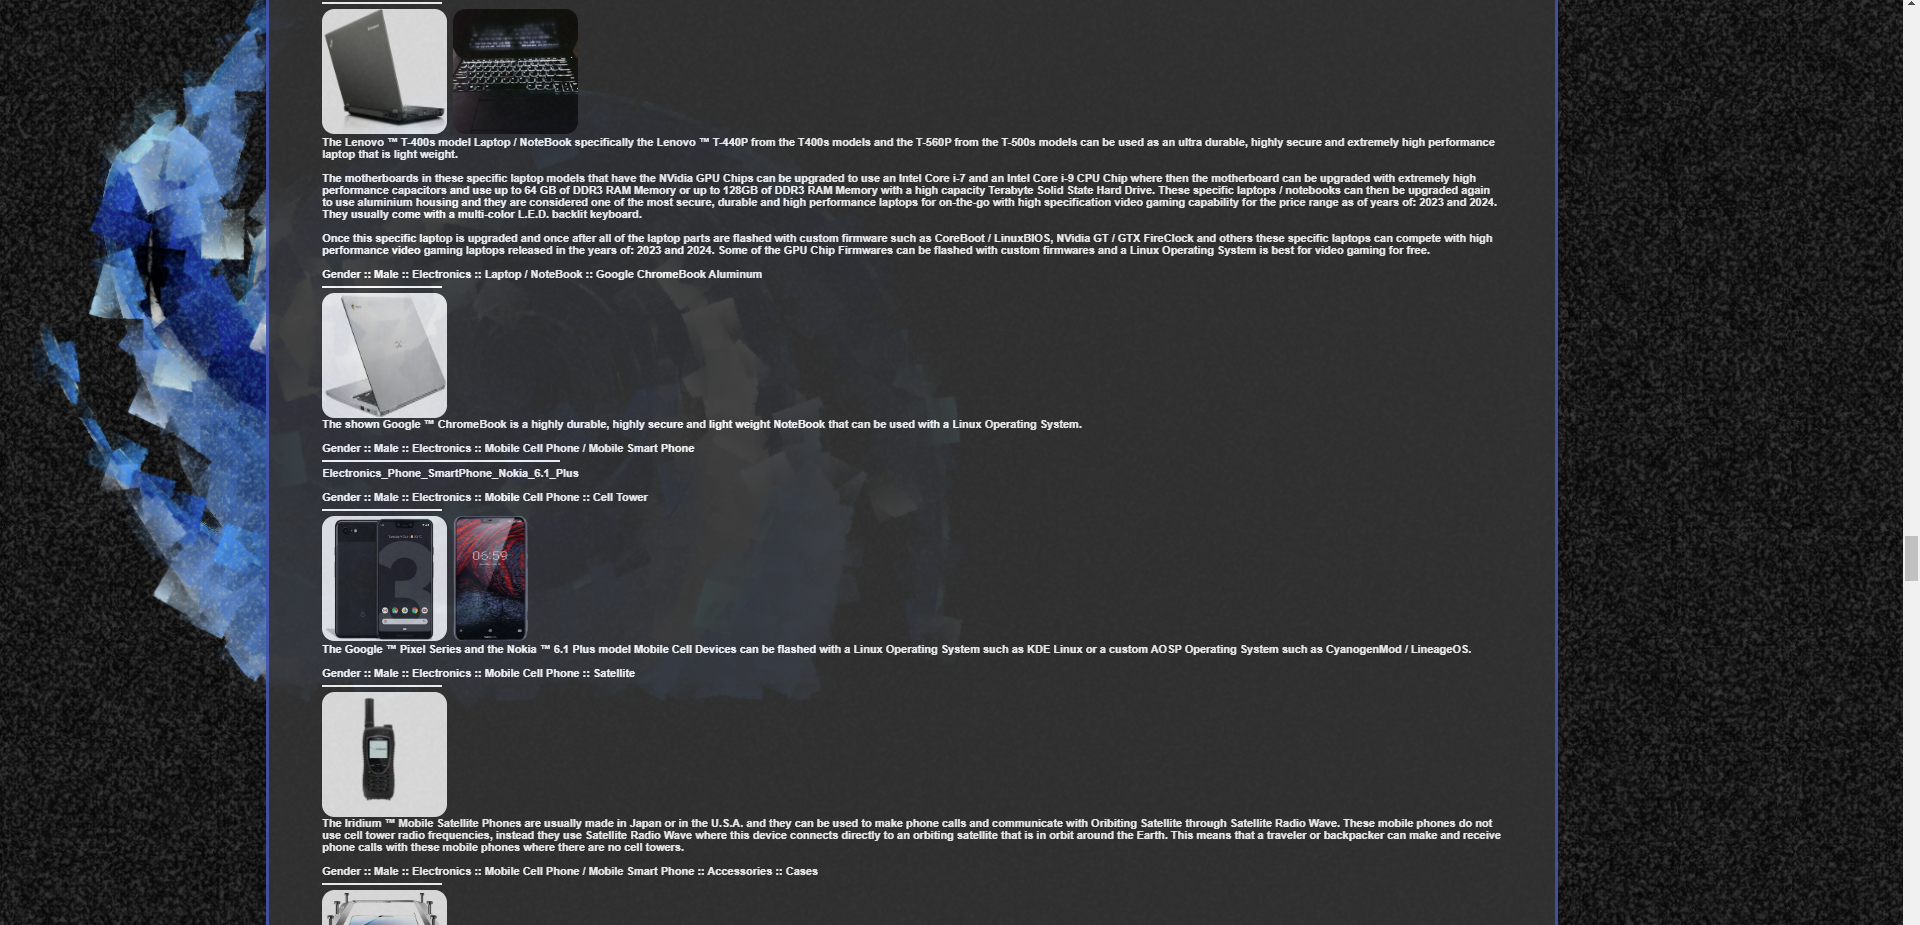 The Lenovo ™ T-400s model Laptop / NoteBook specifically the Lenovo ™ T-440P from the T400s models and the T-560P from the T-500s models can be used as an ultra durable, highly secure and extremely high performance
laptop that is light weight.
The motherboards in these specific laptop models that have the NVidia GPU Chips can be upgraded to use an Intel Core i-7 and an Intel Core i-9 CPU Chip where then the motherboard can be upgraded with extremely high
performance capacitors and use up to 64 GB of DDR3 RAM Memory or up to 128GB of DDR3 RAM Memory with a high capacity Terabyte Solid State Hard Drive. These specific laptops / notebooks can then be upgraded again
to use aluminium housing and they are considered one of the most secure, durable and high performance laptops for on-the-go with high specification video gaming capability for the price range as of years of: 2023 and 2024.
They usually come with a multi-color L.E.D. backlit keyboard.
Once this specific laptop is upgraded and once after all of the laptop parts are flashed with custom firmware such as CoreBoot / LinuxBIOS, NVidia GT / GTX FireClock and others these specific laptops can compete with high
performance video gaming laptops released in the years of: 2023 and 2024. Some of the GPU Chip Firmwares can be flashed with custom firmwares and a Linux Operating System is best for video gaming for free.
Gender :: Male :: Electronics :: Laptop / NoteBook :: Google ChromeBook Aluminum
The shown Google ™ ChromeBook is a highly durable, highly secure and light weight NoteBook that can be used with a Linux Operating System.
Gender :: Male :: Electronics :: Mobile Cell Phone / Mobile Smart Phone
Electronics_Phone_SmartPhone_Nokia_6.1_Plus
Gender :: Male :: Electronics :: Mobile Cell Phone :: Cell Tower
3
06:59
The Google ™ Pixel Series and the Nokia ™ 6.1 Plus model Mobile Cell Devices can be flashed with a Linux Operating System such as KDE Linux or a custom AOSP Operating System such as CyanogenMod / LineageOS.
Gender :: Male :: Electronics :: Mobile Cell Phone :: Satellite
The Iridium ™ Mobile Satellite Phones are usually made in Japan or in the U.S.A. and they can be used to make phone calls and communicate with Oribiting Satellite through Satellite Radio Wave. These mobile phones do not
use cell tower radio frequencies, instead they use Satellite Radio Wave where this device connects directly to an orbiting satellite that is in orbit around the Earth. This means that a traveler or backpacker can make and receive
phone calls with these mobile phones where there are no cell towers.
Gender :: Male :: Electronics :: Mobile Cell Phone / Mobile Smart Phone :: Accessories :: Cases